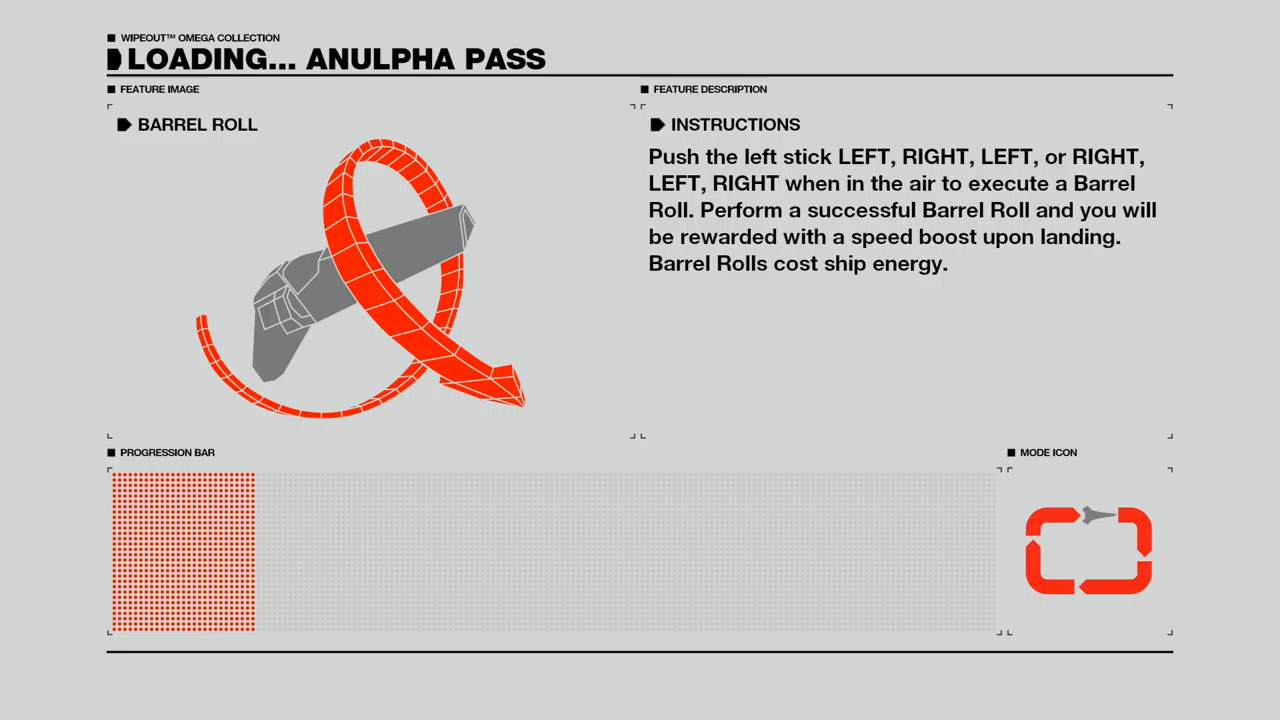 WIPEOUT™ OMEGA COLLECTION
LOADING... ANULPHA PASS
FEATURE IMAGE
BARREL ROLL
FEATURE DESCRIPTION
INSTRUCTIONS
Push the left stick LEFT, RIGHT, LEFT, or RIGHT,
LEFT, RIGHT when in the air to execute a Barrel
Roll. Perform a successful Barrel Roll and you will
be rewarded with a speed boost upon landing.
Barrel Rolls cost ship energy.
PROGRESSION BAR
MODE ICON